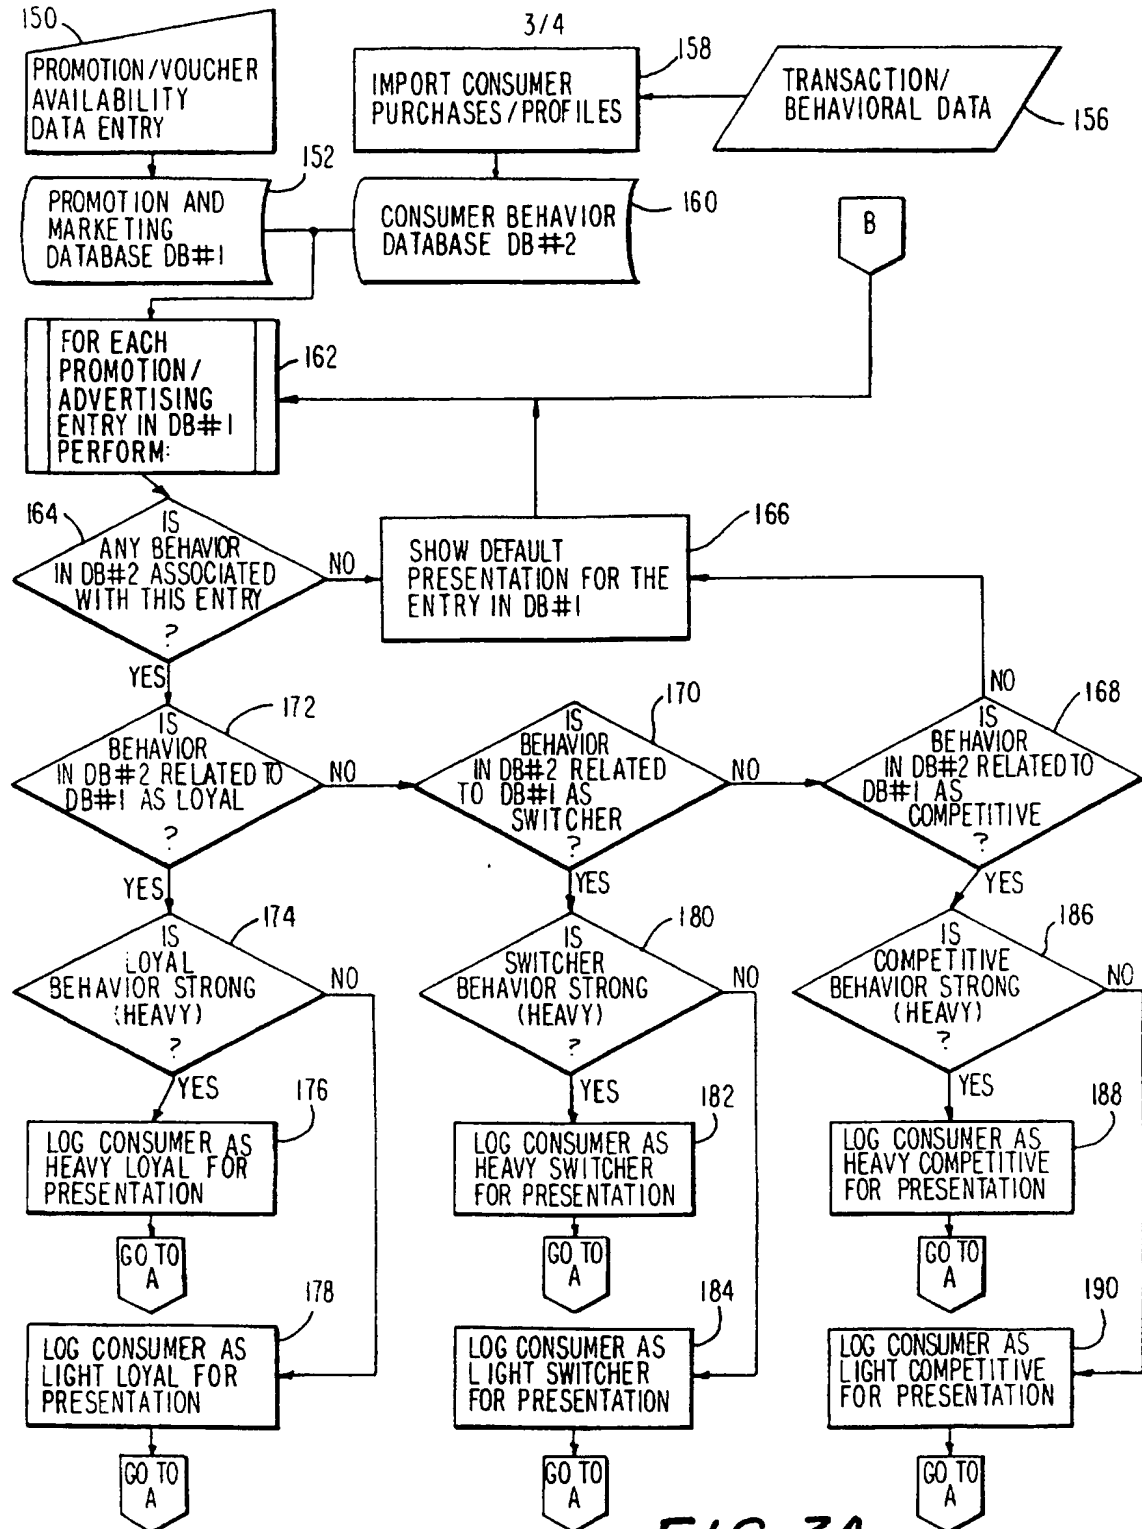 150
3/4
158
PROMOTION/VOUCHER
AVAILABILITY
DATA ENTRY
IMPORT CONSUMER
PURCHASES/PROFILES
TRANSACTION/
BEHAVIORAL DATA
156
152
PROMOTION AND
MARKETING
DATABASE DB#1
CONSUMER BEHAVIOR
DATABASE DB#2
160
B
FOR EACH
PROMOTION/
ADVERTISING
ENTRY IN DB#1
PERFORM:
162
164
IS
ANY BEHAVIOR
IN DB#2 ASSOCIATED
WITH THIS ENTRY
?
NO
YES
SHOW DEFAULT
PRESENTATION FOR THE
ENTRY IN DB#1
166
172
IS
BEHAVIOR
IN DB#2 RELATED TO
DB#1 AS LOYAL
?
NO
YES
170
IS
BEHAVIOR
IN DB#2 RELATED
TO DB#1 AS
SWITCHER
?
NO
YES
NO
168
IS
BEHAVIOR
IN DB#2 RELATED TO
DB#1 AS
COMPETITIVE
?
YES
174
IS
LOYAL
BEHAVIOR STRONG
(HEAVY)
?
NO
YES
180
IS
SWITCHER
BEHAVIOR STRONG
(HEAVY)
?
NO
YES
186
IS
COMPETITIVE
BEHAVIOR STRONG
(HEAVY)
?
NO
YES
176
LOG CONSUMER AS
HEAVY LOYAL FOR
PRESENTATION
182
LOG CONSUMER AS
HEAVY SWITCHER
FOR PRESENTATION
188
LOG CONSUMER AS
HEAVY COMPETITIVE
FOR PRESENTATION
GO TO
A
GO TO
A
GO TO
A
178
LOG CONSUMER AS
LIGHT LOYAL FOR
PRESENTATION
184
LOG CONSUMER AS
LIGHT SWITCHER
FOR PRESENTATION
190
LOG CONSUMER AS
LIGHT COMPETITIVE
FOR PRESENTATION
GO TO
A
GO TO
A
GO TO
A
FIG. 3A